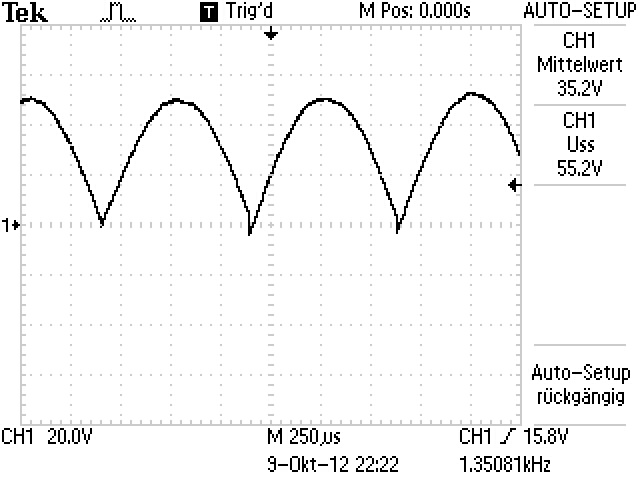 Tek T Trig'd M Pos: 0.000s AUTO-SETUP
CH1
Mittelwert
35.2V
CH1
Uss
55.2V
1
Auto-Setup
rückgängig
CH1 20.0V M 250µs CH1 15.8V
9-Okt-12 22:22 1.35081kHz